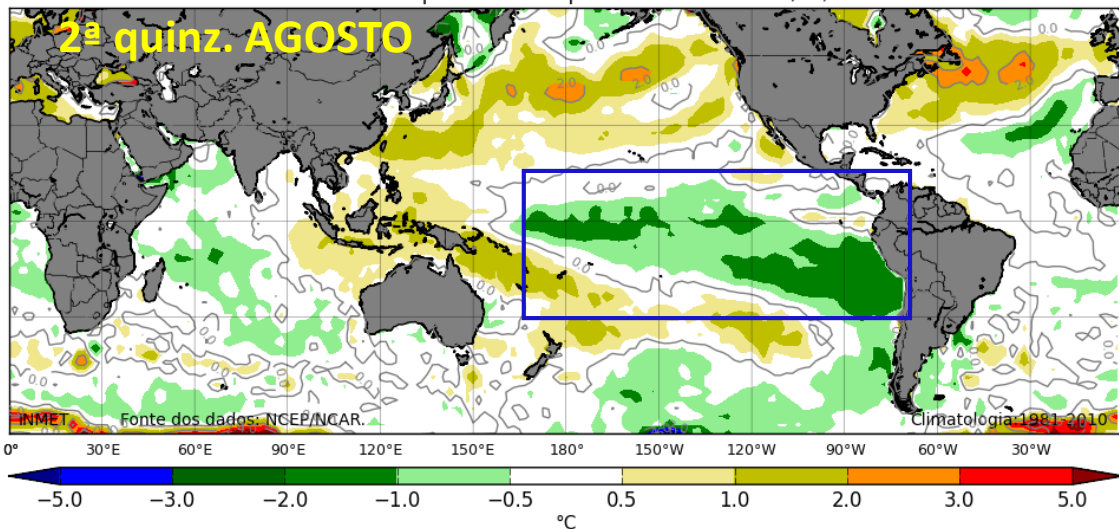 2ª quinz. AGOSTO
INMET Fonte dos dados: NCEP/NCAR. Climatologia:1981-2010
0° 30°E 60°E 90°E 120°E 150°E 180° 150°W 120°W 90°W 60°W 30°W
−5.0 −3.0 −2.0 −1.0 −0.5 0.5 1.0 2.0 3.0 5.0
°C